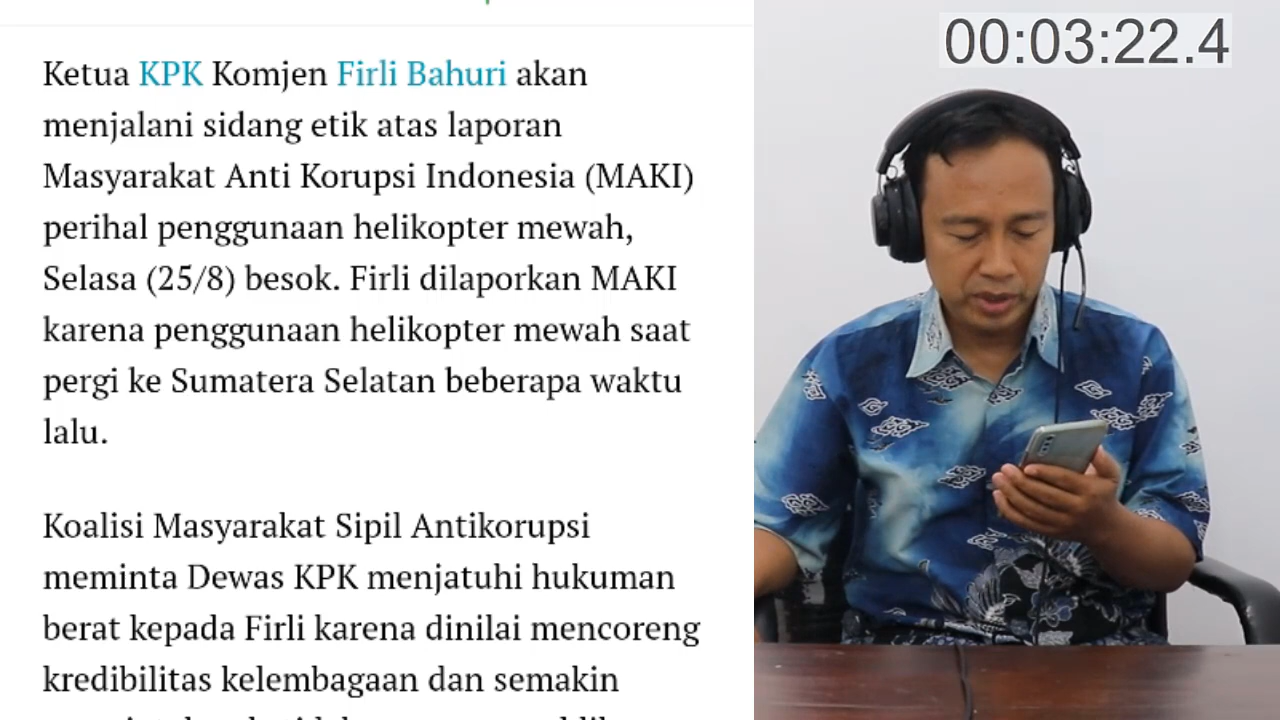 Ketua KPK Komjen Firli Bahuri akan
menjalani sidang etik atas laporan
Masyarakat Anti Korupsi Indonesia (MAKI)
perihal penggunaan helikopter mewah,
Selasa (25/8) besok. Firli dilaporkan MAKI
karena penggunaan helikopter mewah saat
pergi ke Sumatera Selatan beberapa waktu
lalu.
Koalisi Masyarakat Sipil Antikorupsi
meminta Dewas KPK menjatuhi hukuman
berat kepada Firli karena dinilai mencoreng
kredibilitas kelembagaan dan semakin
00:03:22.4